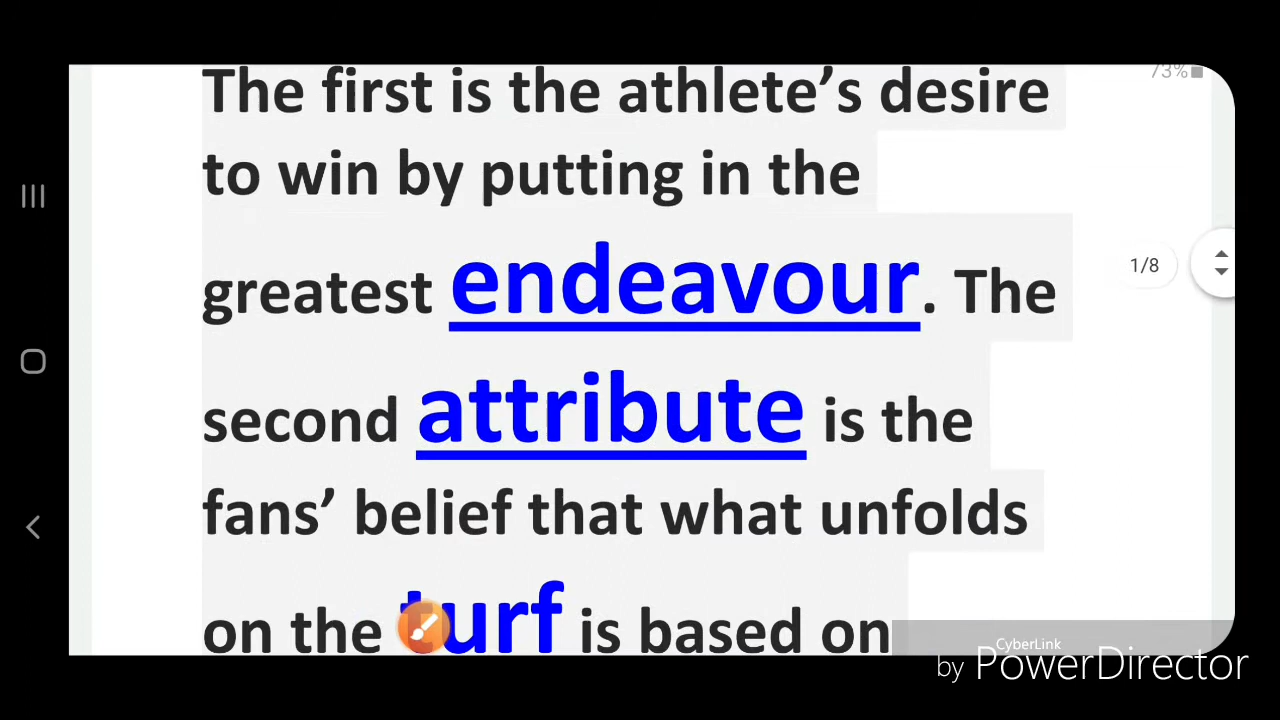 73%
The first is the athlete’s desire
to win by putting in the
greatest endeavour. The
1/8
second attribute is the
fans’ belief that what unfolds
on the turf is based on
CyberLink
by PowerDirector